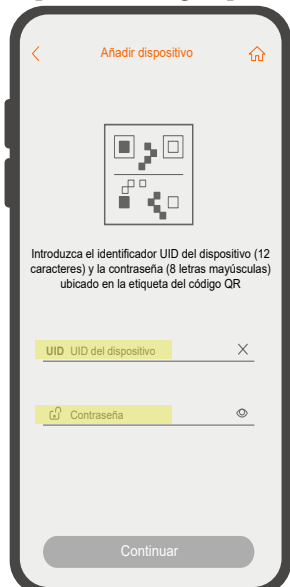 Añadir dispositivo
Introduzca el identificador UID del dispositivo (12
caracteres) y la contraseña (8 letras mayúsculas)
ubicado en la etiqueta del código QR
UID UID del dispositivo
Contraseña
Continuar